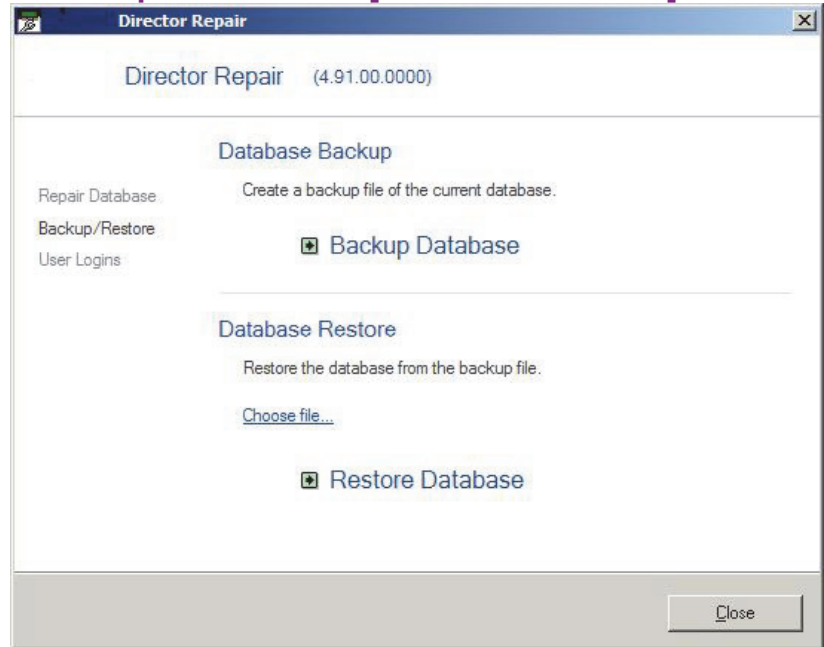 Director Repair
Director Repair (4.91.00.0000)
Repair Database
Backup/Restore
User Logins
Database Backup
Create a backup file of the current database.
Backup Database
Database Restore
Restore the database from the backup file.
Choose file...
Restore Database
Close